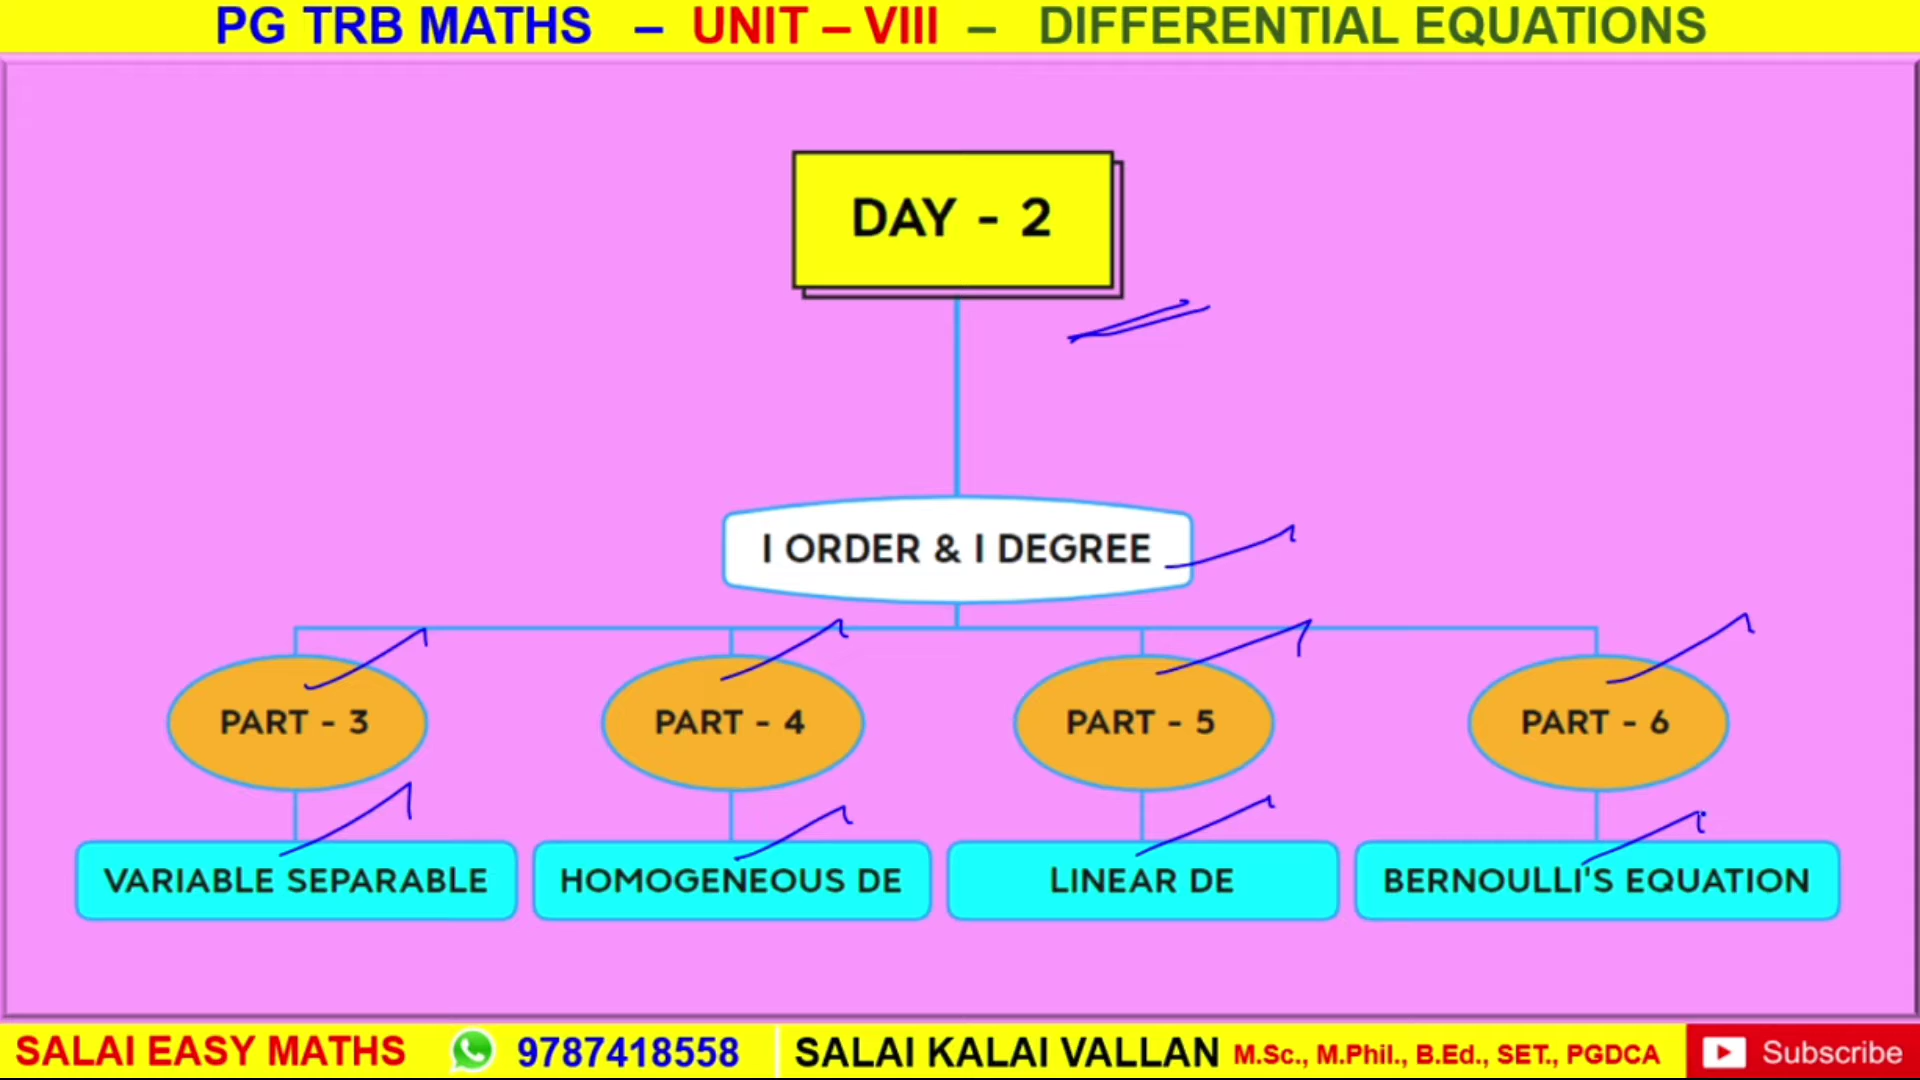 PG TRB MATHS – UNIT – VIII – DIFFERENTIAL EQUATIONS
DAY - 2
I ORDER & I DEGREE
PART - 3
PART - 4
PART - 5
PART - 6
VARIABLE SEPARABLE
HOMOGENEOUS DE
LINEAR DE
BERNOULLI'S EQUATION
SALAI EASY MATHS 9787418558 SALAI KALAI VALLAN M.Sc., M.Phil., B.Ed., SET., PGDCA Subscribe